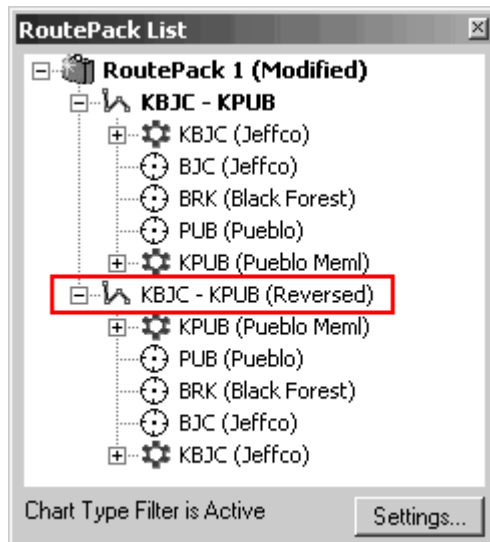 RoutePack List
RoutePack 1 (Modified)
KBJC - KPUB
KBJC (Jeffco)
BJC (Jeffco)
BRK (Black Forest)
PUB (Pueblo)
KPUB (Pueblo Meml)
KBJC - KPUB (Reversed)
KPUB (Pueblo Meml)
PUB (Pueblo)
BRK (Black Forest)
BJC (Jeffco)
KBJC (Jeffco)
Chart Type Filter is Active
Settings...